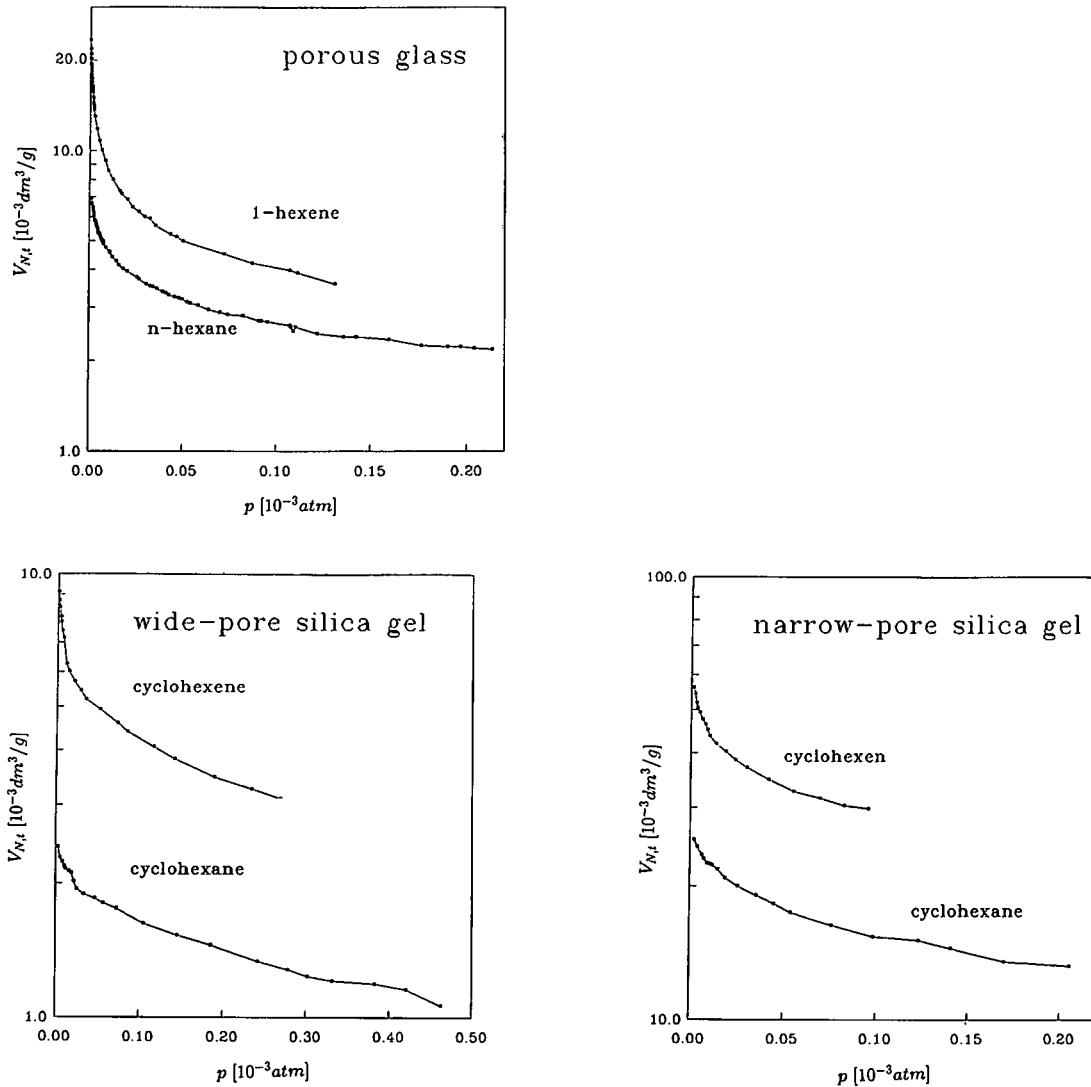 porous glass
20.0
10.0
1.0
V_{N,t} [10^{-3}dm^3/g]
1-hexene
n-hexane
0.00 0.05 0.10 0.15 0.20
p [10^{-3}atm]
wide-pore silica gel
10.0
1.0
V_{N,t} [10^{-3}dm^3/g]
cyclohexene
cyclohexane
0.00 0.10 0.20 0.30 0.40 0.50
p [10^{-3}atm]
narrow-pore silica gel
100.0
10.0
V_{N,t} [10^{-3}dm^3/g]
cyclohexen
cyclohexane
0.00 0.05 0.10 0.15 0.20
p [10^{-3}atm]